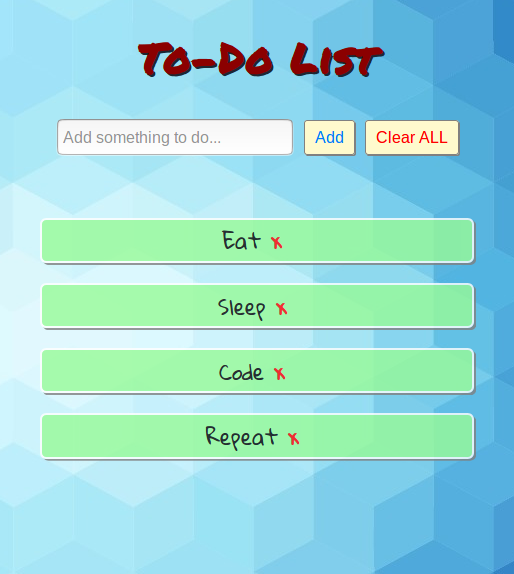 To-Do List
Add something to do... Add Clear ALL
Eat x
Sleep x
Code x
Repeat x